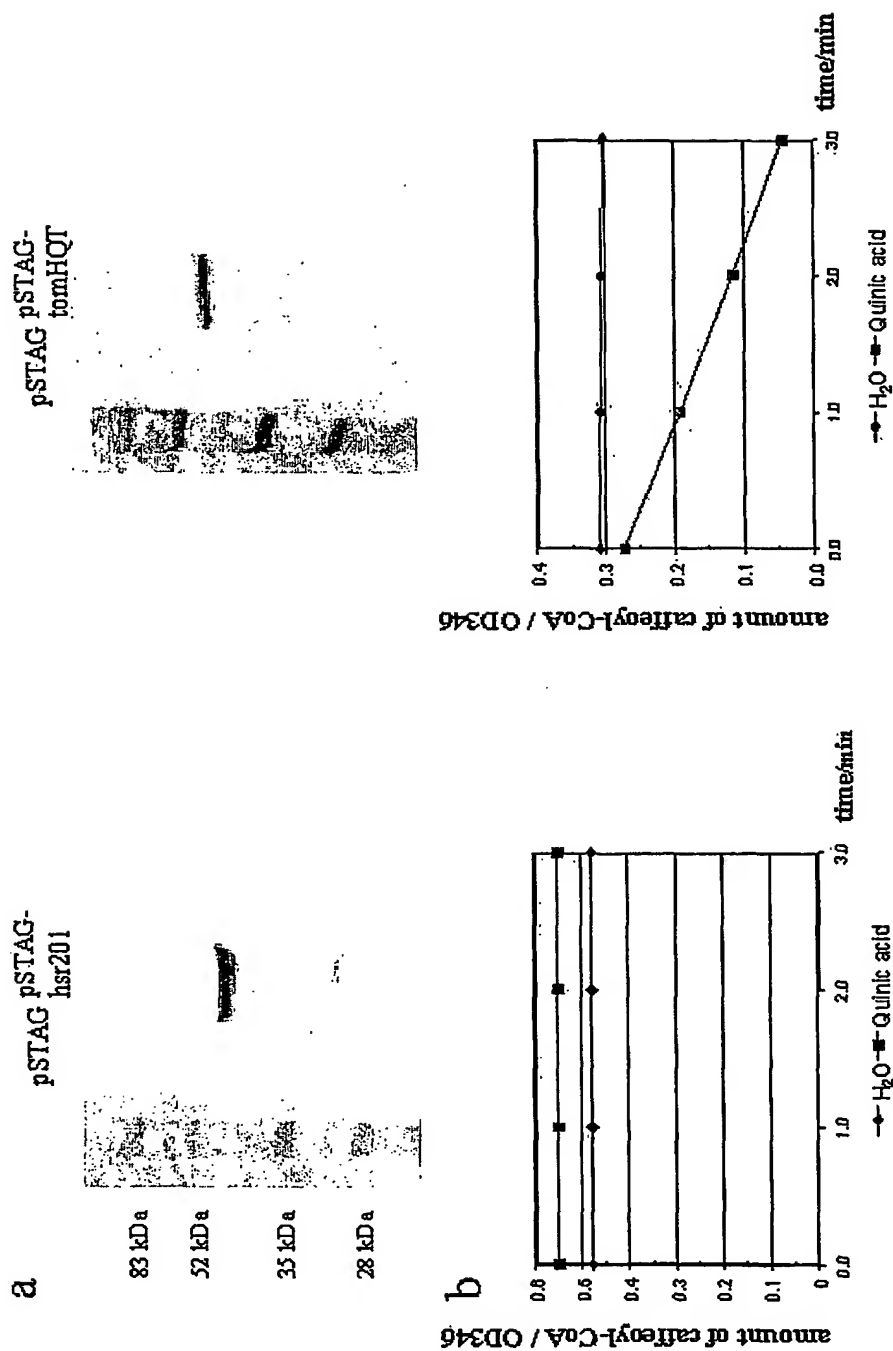 a
pSTAG pSTAG-
hsr201
pSTAG pSTAG-
tomHQT
83 kDa
52 kDa
35 kDa
28 kDa
b
amount of caffeoyl-CoA / OD346
0.6
0.5
0.4
0.3
0.2
0.1
0
0.0 1.0 2.0 3.0
time/min
H₂O Quinic acid
amount of caffeoyl-CoA / OD346
0.4
0.3
0.2
0.1
0.0
0.0 1.0 2.0 3.0
time/min
H₂O Quinic acid